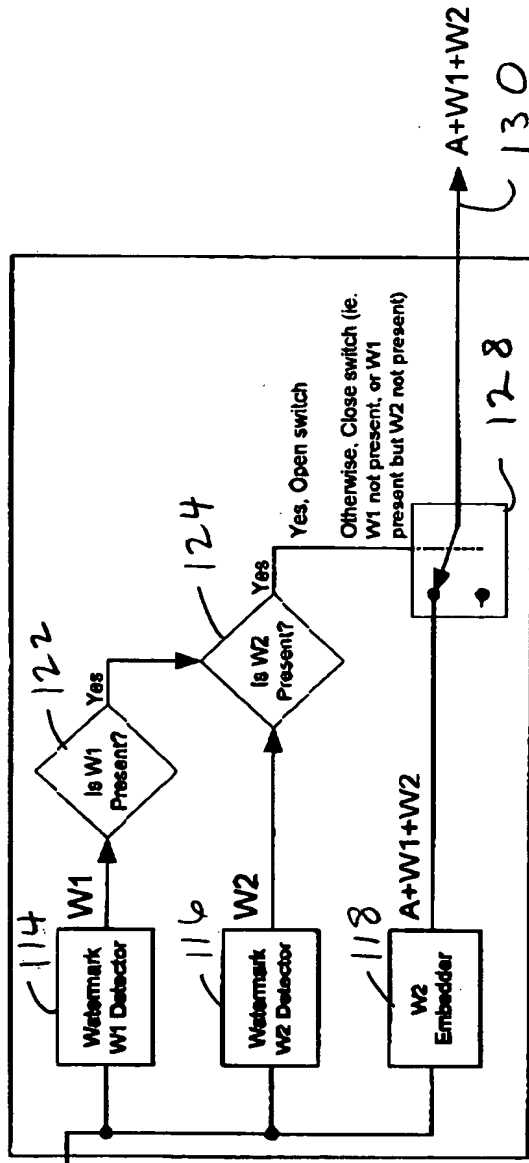 114
Watermark
W1 Detector
W1
122
Is W1
Present?
Yes
116
Watermark
W2 Detector
W2
124
Is W2
Present?
Yes
Yes, Open switch
Otherwise, Close switch (ie.
W1 not present, or W1
present but W2 not present)
118
W2
Embedder
A+W1+W2
128
A+W1+W2
130